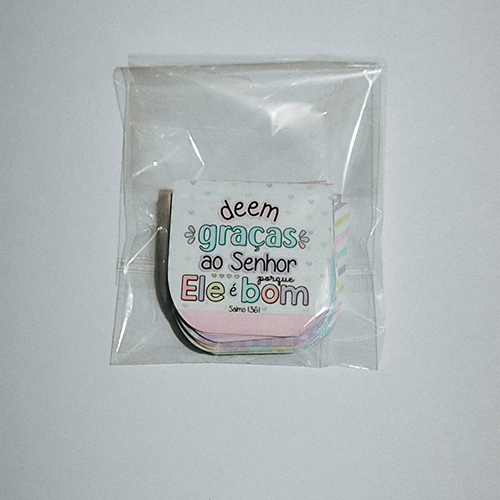 deem
graças
ao Senhor
porque
Ele é bom
Salmo 136.1